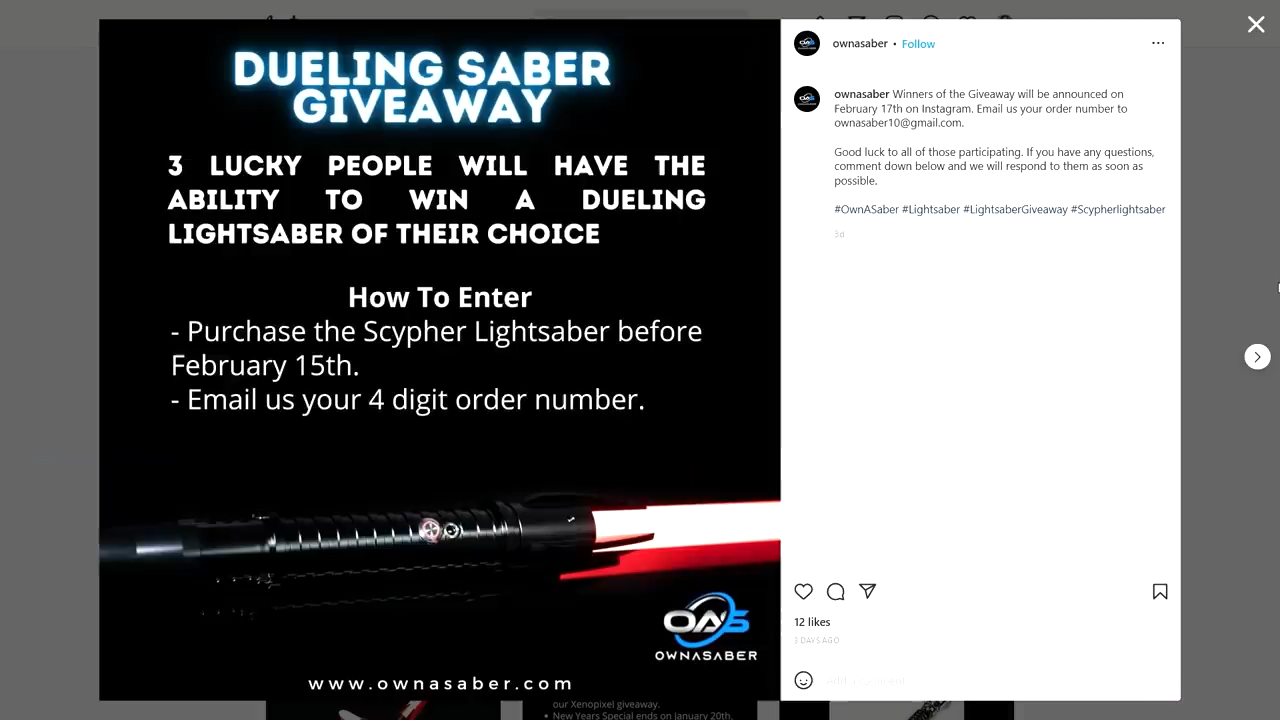 DUELING SABER
GIVEAWAY
3 LUCKY PEOPLE WILL HAVE THE
ABILITY TO WIN A DUELING
LIGHTSABER OF THEIR CHOICE
How To Enter
- Purchase the Scypher Lightsaber before
February 15th.
- Email us your 4 digit order number.
OAS
OWNASABER
www.ownasaber.com
ownasaber • Follow
ownasaber Winners of the Giveaway will be announced on
February 17th on Instagram. Email us your order number to
ownasaber10@gmail.com.
Good luck to all of those participating. If you have any questions,
comment down below and we will respond to them as soon as
possible.
#OwnASaber #Lightsaber #LightsaberGiveaway #Scypherlightsaber
3d
12 likes
3 DAYS AGO
Add a comment
our Xenopixel giveaway.
• New Years Special ends on January 20th.